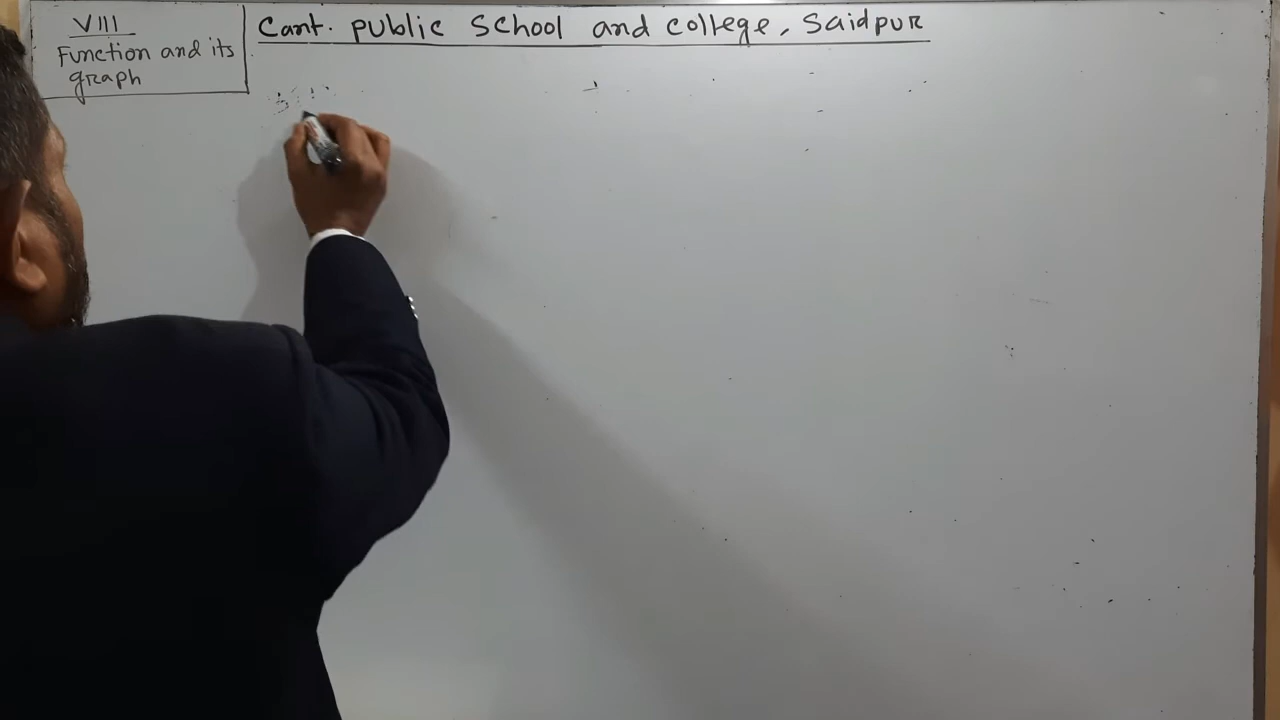 VIII
Function and its
graph
Cant. public School and college, Saidpur